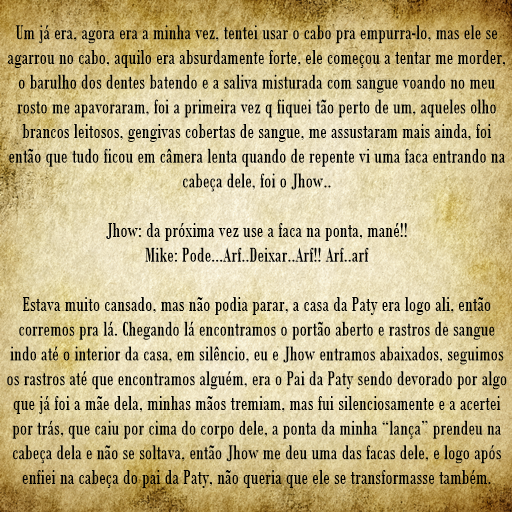 Um já era, agora era a minha vez, tentei usar o cabo pra empurra-lo, mas ele se
agarrou no cabo, aquilo era absurdamente forte, ele começou a tentar me morder,
o barulho dos dentes batendo e a saliva misturada com sangue voando no meu
rosto me apavoraram, foi a primeira vez q fiquei tão perto de um, aqueles olho
brancos leitosos, gengivas cobertas de sangue, me assustaram mais ainda, foi
então que tudo ficou em câmera lenta quando de repente vi uma faca entrando na
cabeça dele, foi o Jhow..
Jhow: da próxima vez use a faca na ponta, mané!!
Mike: Pode...Arf..Deixar..Arf!! Arf..arf
Estava muito cansado, mas não podia parar, a casa da Paty era logo ali, então
corremos pra lá. Chegando lá encontramos o portão aberto e rastros de sangue
indo até o interior da casa, em silêncio, eu e Jhow entramos abaixados, seguimos
os rastros até que encontramos alguém, era o Pai da Paty sendo devorado por algo
que já foi a mãe dela, minhas mãos tremiam, mas fui silenciosamente e a acertei
por trás, que caiu por cima do corpo dele, a ponta da minha “lança” prendeu na
cabeça dela e não se soltava, então Jhow me deu uma das facas dele, e logo após
enfiei na cabeça do pai da Paty, não queria que ele se transformasse também.